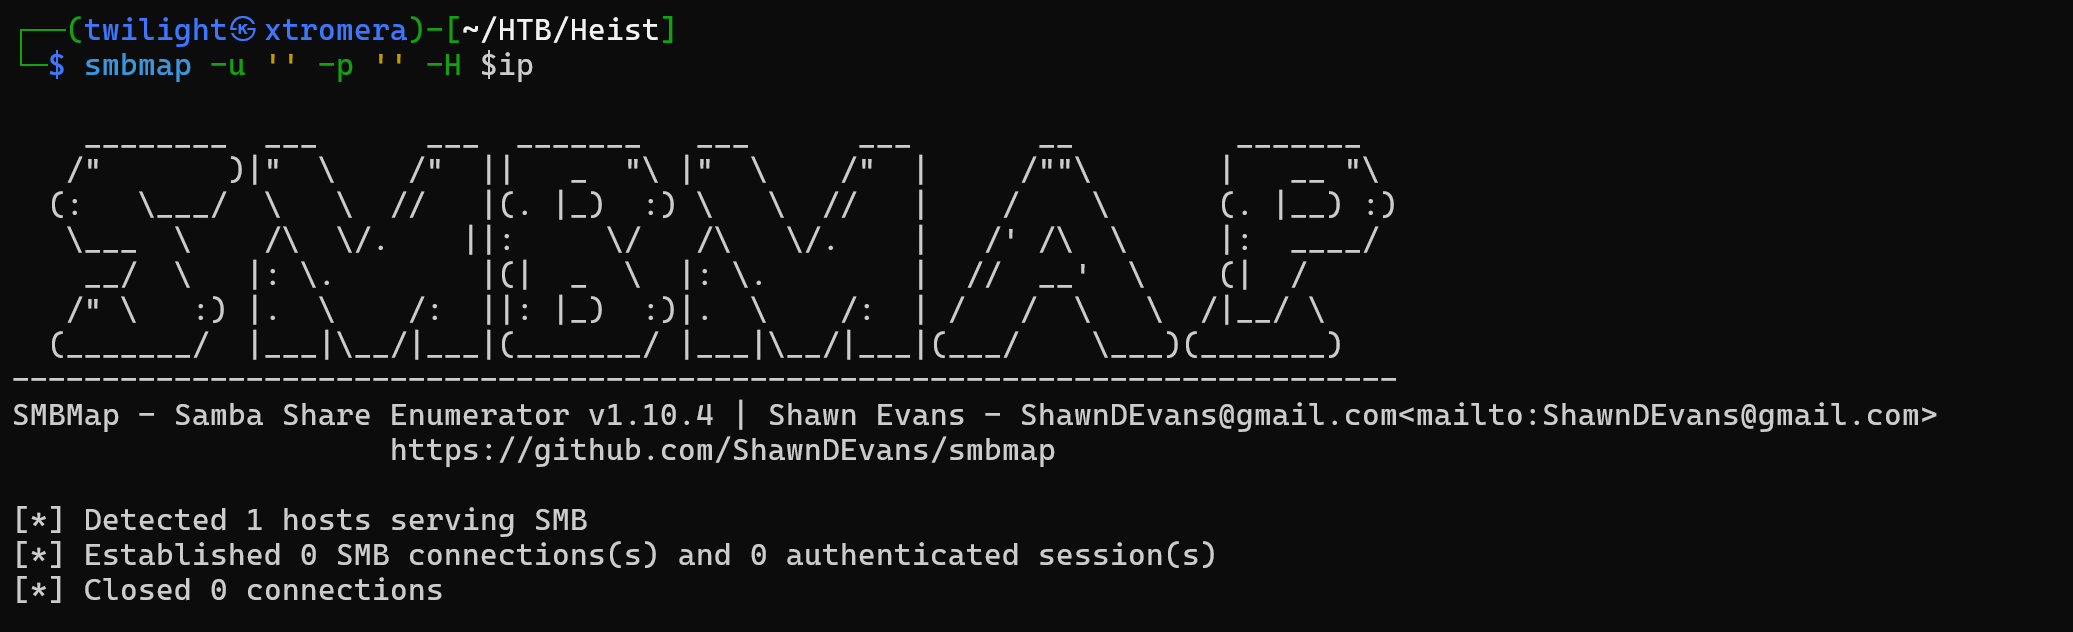 ┌──(twilight㉿xtromera)-[~/HTB/Heist]
└─$ smbmap -u '' -p '' -H $ip
    ________  ___      ___  _______   ___      ___       __         _______
   /"       )|"  \    /"  ||   _  "\ |"  \    /"  |     /""\       |   __ "\
  (:   \___/  \   \  //   |(. |_)  :) \   \  //   |    /    \      (. |__) :)
   \___  \    /\  \/.    ||:     \/   /\   \/.    |   /' /\  \     |:  ____/
    __/  \   |: \.        |(|  _  \  |: \.        |  //  __'  \    (|  /
   /" \   :) |.  \    /:  ||: |_)  :)|.  \    /:  | /   /  \   \  /|__/ \
  (_______/  |___|\__/|___|(_______/ |___|\__/|___|(___/    \___)(_______)
-----------------------------------------------------------------------------
SMBMap - Samba Share Enumerator v1.10.4 | Shawn Evans - ShawnDEvans@gmail.com<mailto:ShawnDEvans@gmail.com>
                     https://github.com/ShawnDEvans/smbmap
[*] Detected 1 hosts serving SMB
[*] Established 0 SMB connections(s) and 0 authenticated session(s)
[*] Closed 0 connections